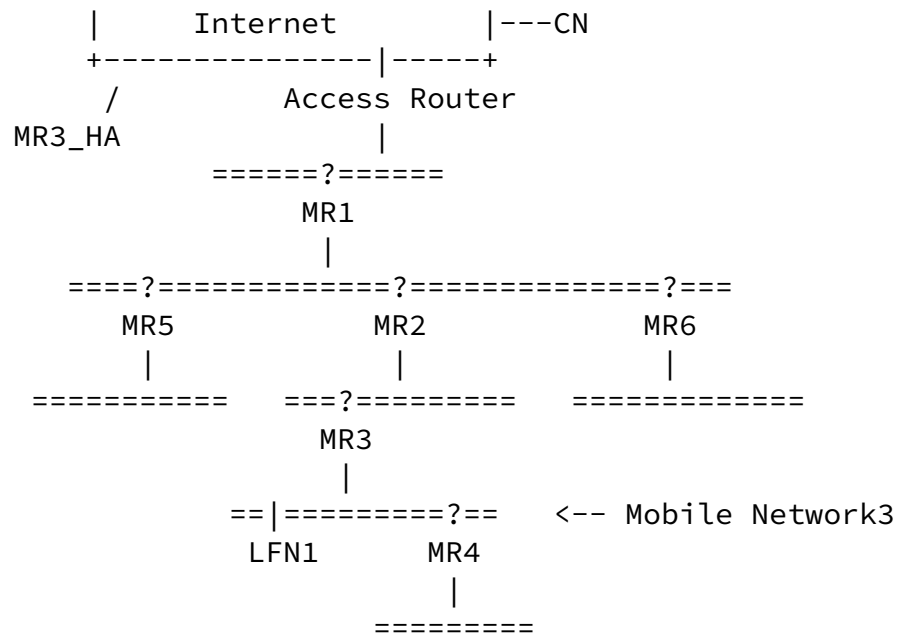 |        Internet             |---CN
+---------------|-----+
/              Access Router
MR3_HA              |
======?======
MR1
|
====?=============?==============?===
MR5            MR2            MR6
|              |              |
===========   ===?=========   =============
MR3
|
==|=========?==   <-- Mobile Network3
LFN1         MR4
|
=========